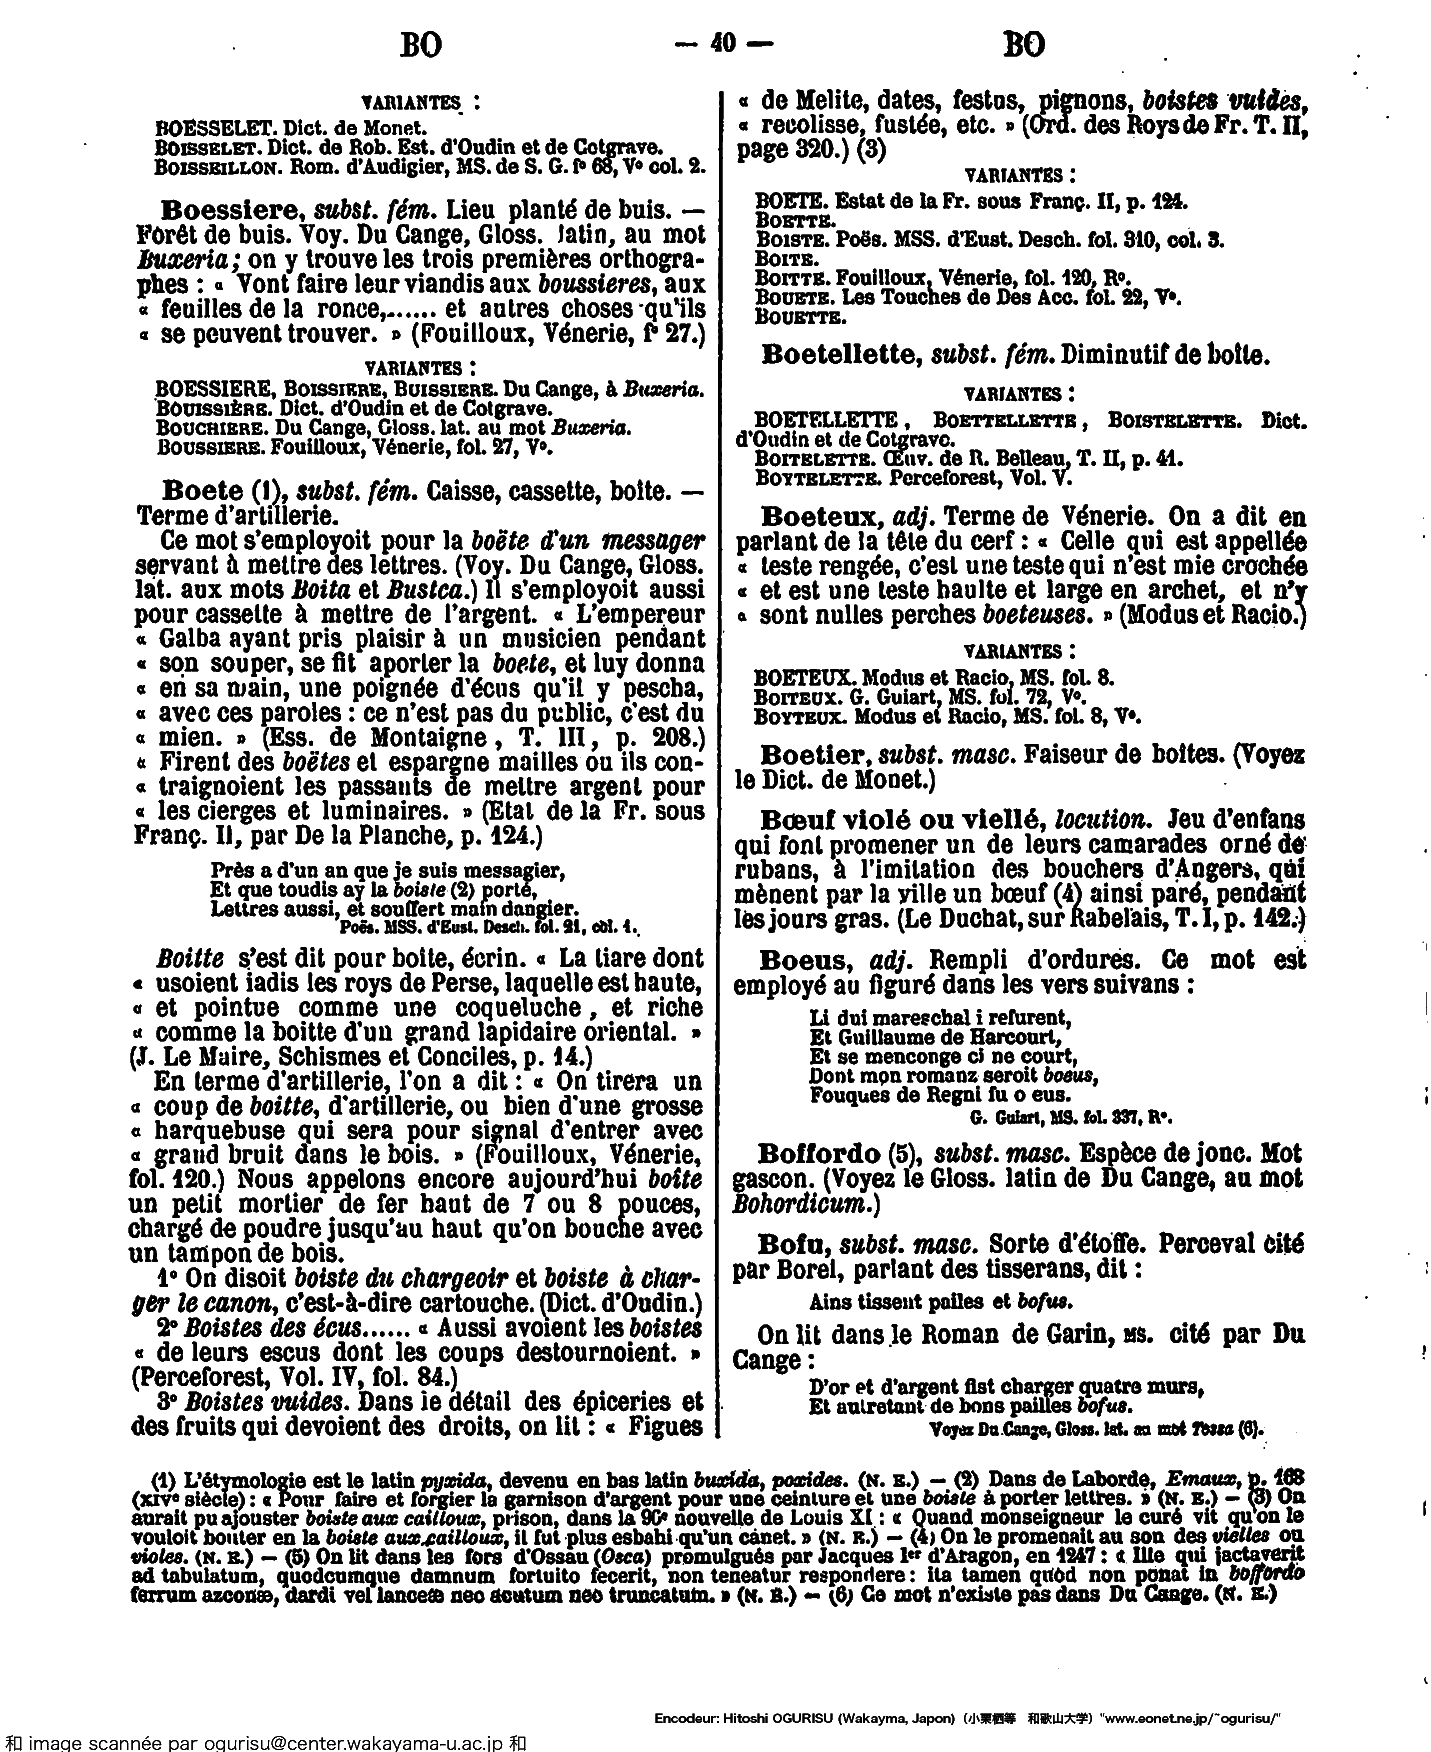 BO — 40 — BO
VARIANTES :
BOESSELET. Dict. de Monet.
BOISSELET. Dict. de Rob. Est. d'Oudin et de Cotgrave.
BOISSEILLON. Rom. d'Audigier, MS. de S. G. fº 68, Vº col. 2.
Boessiere, subst. fém. Lieu planté de buis. —
Forêt de buis. Voy. Du Cange, Gloss. latin, au mot
Buxeria; on y trouve les trois premières orthogra-
phes : « Vont faire leur viandis aux boussieres, aux
« feuilles de la ronce,...... et autres choses qu'ils
« se peuvent trouver. » (Fouilloux, Vénerie, fº 27.)
VARIANTES :
BOESSIERE, BOISSIERE, BUISSIERE. Du Cange, à Buxeria.
BOUISSIÈRE. Dict. d'Oudin et de Cotgrave.
BOUCHIERE. Du Cange, Gloss. lat. au mot Buxeria.
BOUSSIERE. Fouilloux, Vénerie, fol. 27, Vº.
Boete (1), subst. fém. Caisse, cassette, boîte. —
Terme d'artillerie.
Ce mot s'employoit pour la boëte d'un messager
servant à mettre des lettres. (Voy. Du Cange, Gloss.
lat. aux mots Boita et Bustca.) Il s'employoit aussi
pour cassette à mettre de l'argent. « L'empereur
« Galba ayant pris plaisir à un musicien pendant
« son souper, se fit aporter la boete, et luy donna
« en sa main, une poignée d'écus qu'il y pescha,
« avec ces paroles : ce n'est pas du public, c'est du
« mien. » (Ess. de Montaigne, T. III, p. 208.)
« Firent des boëtes et espargne mailles ou ils con-
« traignoient les passants de mettre argent pour
« les cierges et luminaires. » (Etat de la Fr. sous
Franç. II, par De la Planche, p. 124.)
Près a d'un an que je suis messagier,
Et que toudis ay la boiste (2) porté,
Lettres aussi, et souffert main dangier.
Poës. MSS. d'Eust. Desch. fol. 21, col. 1.
Boitte s'est dit pour boîte, écrin. « La tiare dont
« usoient iadis les roys de Perse, laquelle est haute,
« et pointue comme une coqueluche, et riche
« comme la boitte d'un grand lapidaire oriental. »
(J. Le Maire, Schismes et Conciles, p. 14.)
En terme d'artillerie, l'on a dit : « On tirera un
« coup de boitte, d'artillerie, ou bien d'une grosse
« harquebuse qui sera pour signal d'entrer avec
« grand bruit dans le bois. » (Fouilloux, Vénerie,
fol. 120.) Nous appelons encore aujourd'hui boîte
un petit mortier de fer haut de 7 ou 8 pouces,
chargé de poudre jusqu'au haut qu'on bouche avec
un tampon de bois.
1º On disoit boiste du chargeoir et boiste à char-
ger le canon, c'est-à-dire cartouche. (Dict. d'Oudin.)
2º Boistes des écus...... « Aussi avoient les boistes
« de leurs escus dont les coups destournoient. »
(Perceforest, Vol. IV, fol. 84.)
3º Boistes vuides. Dans le détail des épiceries et
des fruits qui devoient des droits, on lit : « Figues
« de Melite, dates, festus, pignons, boistes vuides,
« recolisse, fustée, etc. » (Ord. des Roys de Fr. T. II,
page 320.) (3)
VARIANTES :
BOETE. Estat de la Fr. sous Franç. II, p. 124.
BOETTE.
BOISTE. Poës. MSS. d'Eust. Desch. fol. 310, col. 3.
BOITE.
BOITTE. Fouilloux, Vénerie, fol. 120, Rº.
BOUETE. Les Touches de Des Acc. fol. 22, Vº.
BOUETTE.
Boetellette, subst. fém. Diminutif de boîte.
VARIANTES :
BOETELLETTE, BOETTELLETTE, BOISTELETTE. Dict.
d'Oudin et de Cotgrave.
BOITELETTE. Œuv. de R. Belleau, T. II, p. 41.
BOYTELETTE. Perceforest, Vol. V.
Boeteux, adj. Terme de Vénerie. On a dit en
parlant de la tête du cerf : « Celle qui est appellée
« teste rengée, c'est une teste qui n'est mie crochée
« et est une teste haulte et large en archet, et n'y
« sont nulles perches boeteuses. » (Modus et Racio.)
VARIANTES :
BOETEUX. Modus et Racio, MS. fol. 8.
BOITEUX. G. Guiart, MS. fol. 72, Vº.
BOYTEUX. Modus et Racio, MS. fol. 8, Vº.
Boetier, subst. masc. Faiseur de boîtes. (Voyez
le Dict. de Monet.)
Bœuf violé ou viellé, locution. Jeu d'enfans
qui font promener un de leurs camarades orné de
rubans, à l'imitation des bouchers d'Angers, qui
mènent par la ville un bœuf (4) ainsi paré, pendant
les jours gras. (Le Duchat, sur Rabelais, T. I, p. 142.)
Boeus, adj. Rempli d'ordures. Ce mot est
employé au figuré dans les vers suivans :
Li dui mareschal i refurent,
Et Guillaume de Harcourt,
Et se menconge ci ne court,
Dont mon romanz seroit boeus,
Fouques de Regni fu o eus.
G. Guiart, MS. fol. 337, Rº.
Boffordo (5), subst. masc. Espèce de jonc. Mot
gascon. (Voyez le Gloss. latin de Du Cange, au mot
Bohordicum.)
Bofu, subst. masc. Sorte d'étoffe. Perceval cité
par Borel, parlant des tisserans, dit :
Ains tissent pailes et bofus.
On lit dans le Roman de Garin, MS. cité par Du
Cange :
D'or et d'argent fist charger quatre murs,
Et autretant de bons pailles bofus.
Voyez Du Cange, Gloss. lat. au mot (6).
(1) L'étymologie est le latin pyxida, devenu en bas latin buxida, poxides. (N. E.) — (2) Dans de Laborde, Emaux, p. 168
(XIVe siècle) : « Pour faire et forgier la garnison d'argent pour une ceinture et une boiste à porter lettres. » (N. E.) — (3) On
aurait pu ajouster boiste aux cailloux, prison, dans la 90e nouvelle de Louis XI : « Quand monseigneur le curé vit qu'on le
vouloit bouter en la boiste aux cailloux, il fut plus esbahi qu'un canet. » (N. E.) — (4) On le promenait au son des vielles ou
violes. (N. E.) — (5) On lit dans les fors d'Ossau (Osca) promulgués par Jacques Ier d'Aragon, en 1247 : « Ille qui jactaverit
ad tabulatum, quodcumque damnum fortuito fecerit, non teneatur respondere : ita tamen quòd non ponat in boffordo
ferrum azconæ, dardi vel lanceæ nec acutum nec truncatum. » (N. E.) — (6) Ce mot n'existe pas dans Du Cange. (N. E.)
Encodeur: Hitoshi OGURISU (Wakayma, Japon) (小栗栖等 和歌山大学) "www.eonet.ne.jp/~ogurisu/"
和 image scannée par ogurisu@center.wakayama-u.ac.jp 和